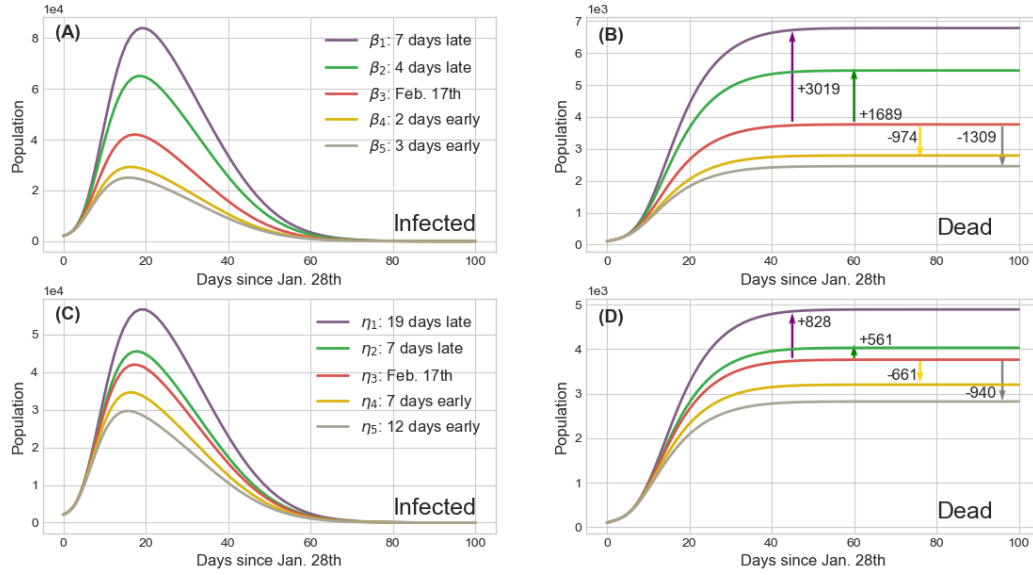 1e4
(A)
8
6
4
2
0
Population
0 20 40 60 80 100
Days since Jan. 28th
β1: 7 days late
β2: 4 days late
β3: Feb. 17th
β4: 2 days early
β5: 3 days early
Infected
1e3
(B)
7
6
5
4
3
2
1
0
Population
0 20 40 60 80 100
Days since Jan. 28th
+3019
+1689
-974
-1309
Dead
1e4
(C)
5
4
3
2
1
0
Population
0 20 40 60 80 100
Days since Jan. 28th
η1: 19 days late
η2: 7 days late
η3: Feb. 17th
η4: 7 days early
η5: 12 days early
Infected
1e3
(D)
5
4
3
2
1
0
Population
0 20 40 60 80 100
Days since Jan. 28th
+828
+561
-661
-940
Dead